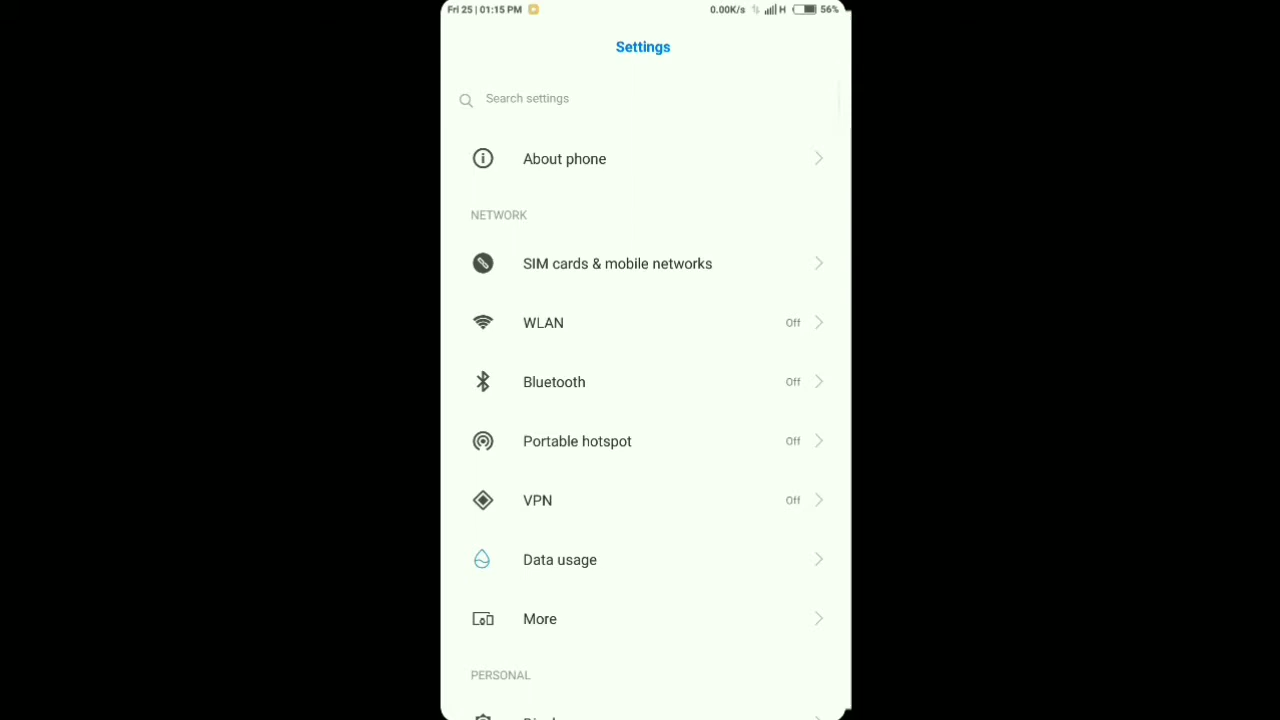 Fri 25 | 01:15 PM 0.00K/s H 56%
Settings
Search settings
About phone
NETWORK
SIM cards & mobile networks
WLAN Off
Bluetooth Off
Portable hotspot Off
VPN Off
Data usage
More
PERSONAL